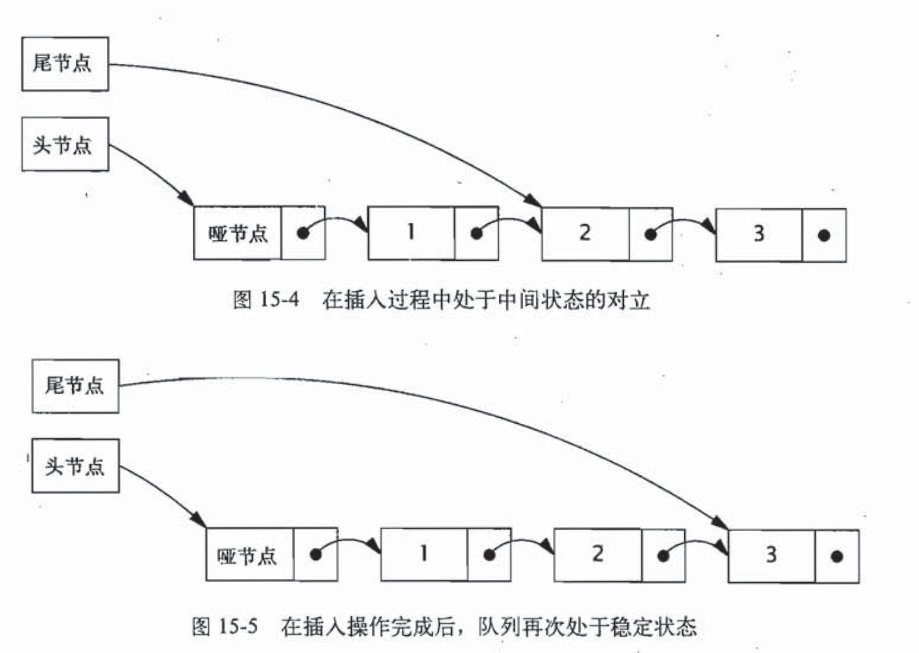 尾节点
头节点
哑节点 1 2 3
图 15-4 在插入过程中处于中间状态的对立
尾节点
头节点
哑节点 1 2 3
图 15-5 在插入操作完成后，队列再次处于稳定状态